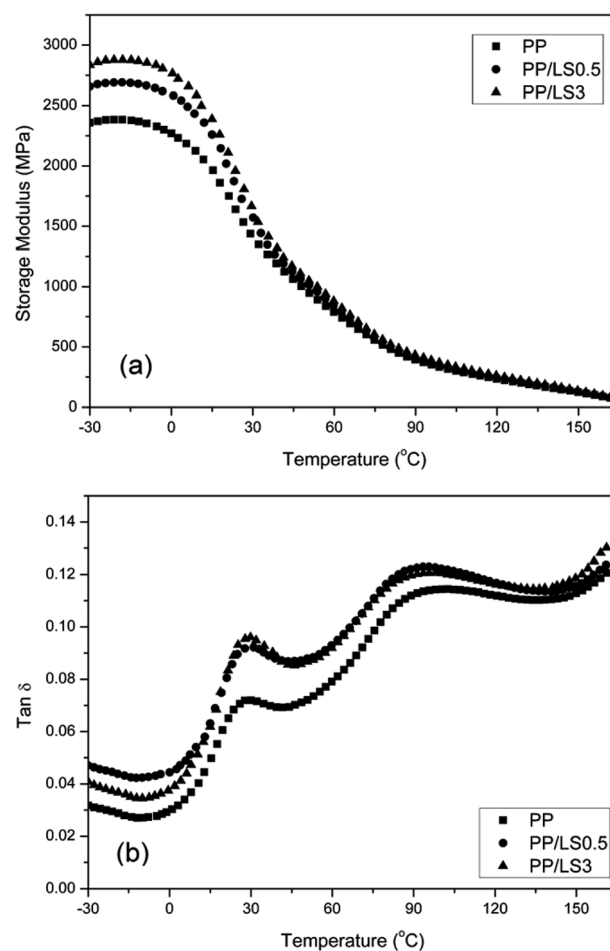 3000
2500
2000
1500
1000
500
0
Storage Modulus (MPa)
PP
PP/LS0.5
PP/LS3
(a)
-30 0 30 60 90 120 150
Temperature (°C)
0.14
0.12
0.10
0.08
0.06
0.04
0.02
0.00
Tan δ
PP
PP/LS0.5
PP/LS3
(b)
-30 0 30 60 90 120 150
Temperature (°C)